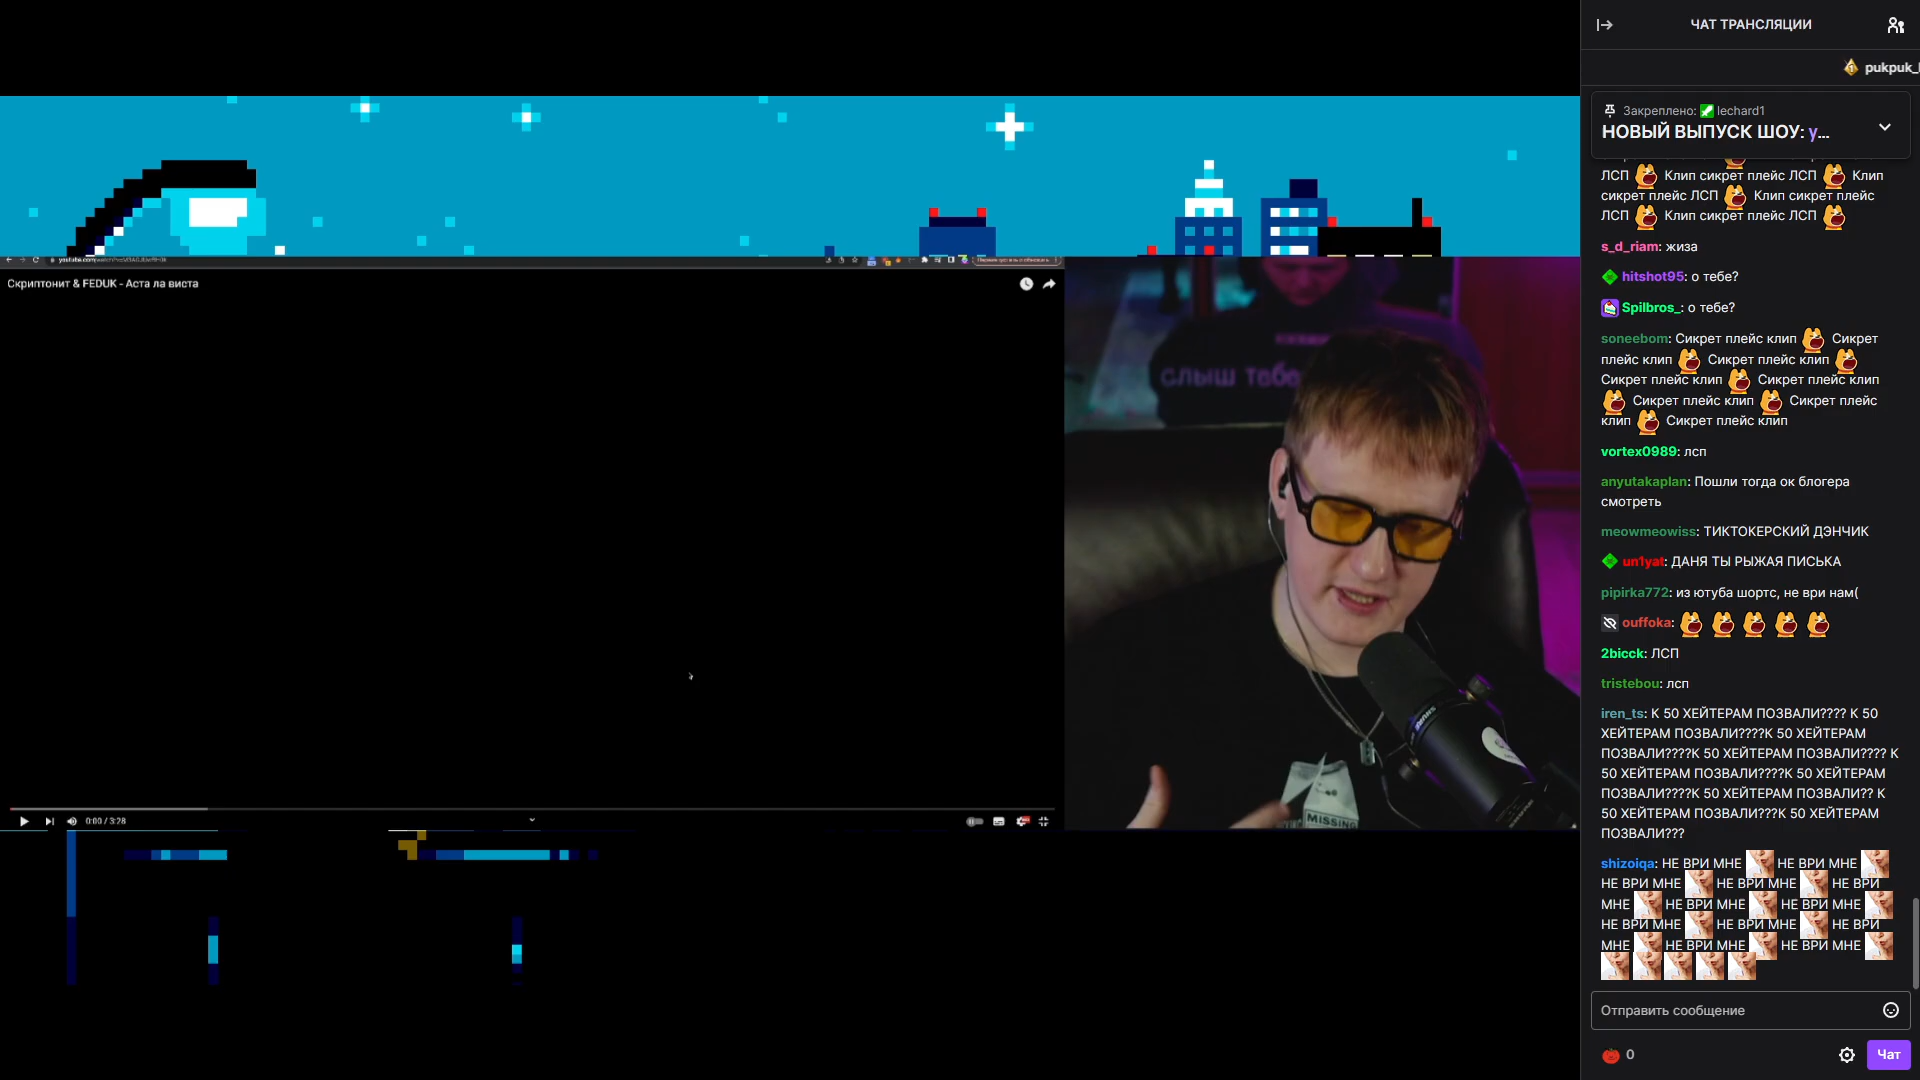 Скриптонит & FEDUK - Аста ла виста
слыш тебе
MISSING
0:00 / 3:28
ЧАТ ТРАНСЛЯЦИИ
Закреплено: lechard1
НОВЫЙ ВЫПУСК ШОУ: y...
ЛСП Клип сикрет плейс ЛСП Клип
сикрет плейс ЛСП Клип сикрет плейс
ЛСП Клип сикрет плейс ЛСП
s_d_riam: жиза
hitshot95: о тебе?
Spilbros_: о тебе?
soneebom: Сикрет плейс клип Сикрет
плейс клип Сикрет плейс клип
Сикрет плейс клип Сикрет плейс клип
Сикрет плейс клип Сикрет плейс
клип Сикрет плейс клип
vortex0989: лсп
anyutakaplan: Пошли тогда ок блогера
смотреть
meowmeowiss: ТИКТОКЕРСКИЙ ДЭНЧИК
un1yat: ДАНЯ ТЫ РЫЖАЯ ПИСЬКА
pipirka772: из ютуба шортс, не ври нам(
ouffoka:
2bicck: ЛСП
tristebou: лсп
iren_ts: К 50 ХЕЙТЕРАМ ПОЗВАЛИ???? К 50
ХЕЙТЕРАМ ПОЗВАЛИ????К 50 ХЕЙТЕРАМ
ПОЗВАЛИ????К 50 ХЕЙТЕРАМ ПОЗВАЛИ???? К
50 ХЕЙТЕРАМ ПОЗВАЛИ????К 50 ХЕЙТЕРАМ
ПОЗВАЛИ????К 50 ХЕЙТЕРАМ ПОЗВАЛИ?? К
50 ХЕЙТЕРАМ ПОЗВАЛИ???К 50 ХЕЙТЕРАМ
ПОЗВАЛИ???
shizoiqa: НЕ ВРИ МНЕ НЕ ВРИ МНЕ
НЕ ВРИ МНЕ НЕ ВРИ МНЕ НЕ ВРИ
МНЕ НЕ ВРИ МНЕ НЕ ВРИ МНЕ
НЕ ВРИ МНЕ НЕ ВРИ МНЕ НЕ ВРИ
МНЕ НЕ ВРИ МНЕ НЕ ВРИ МНЕ
Отправить сообщение
0
Чат